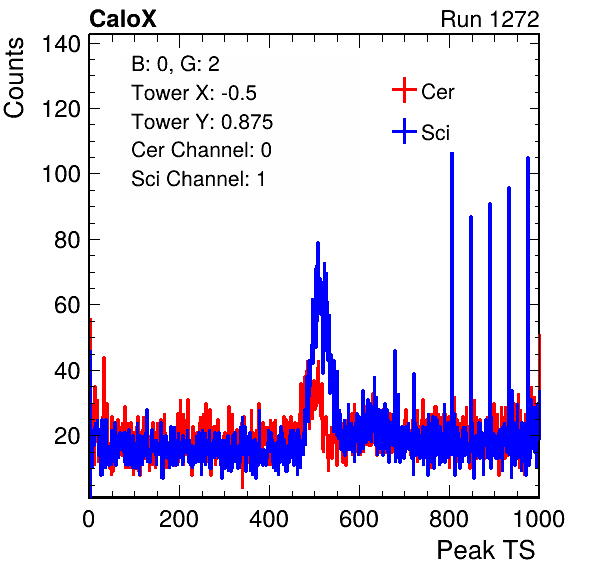 CaloX Run 1272
Counts
140
120
100
80
60
40
20
B: 0, G: 2
Tower X: -0.5
Tower Y: 0.875
Cer Channel: 0
Sci Channel: 1
Cer
Sci
0 200 400 600 800 1000
Peak TS